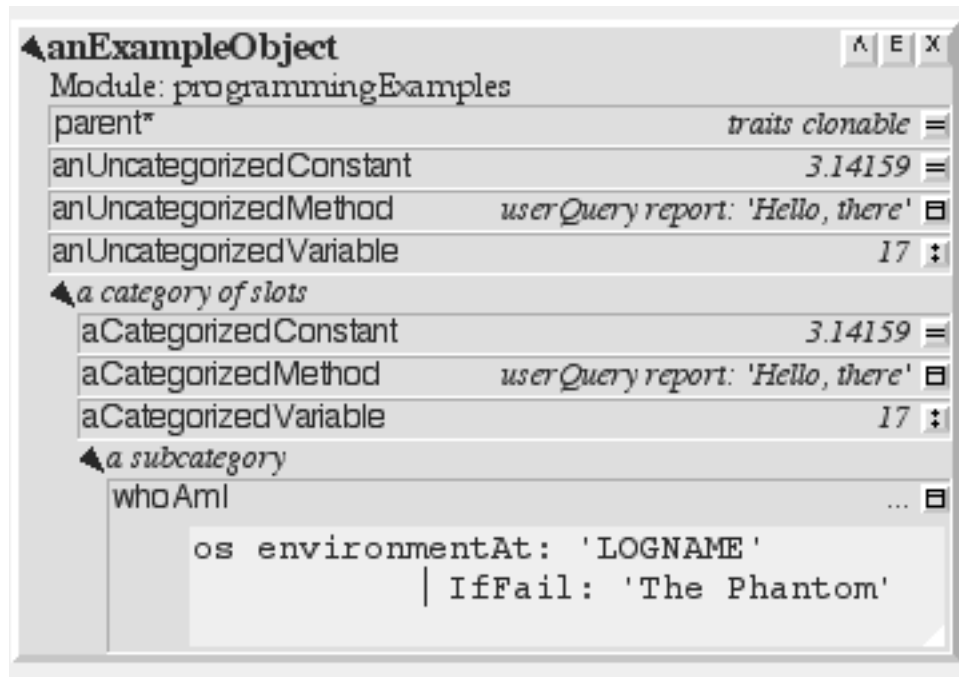 anExampleObject ʌ E X
Module: programmingExamples
parent* traits clonable =
anUncategorizedConstant 3.14159 =
anUncategorizedMethod userQuery report: 'Hello, there'
anUncategorizedVariable 17 :
a category of slots
aCategorizedConstant 3.14159 =
aCategorizedMethod userQuery report: 'Hello, there'
aCategorizedVariable 17 :
a subcategory
whoAmI ...
os environmentAt: 'LOGNAME'
IfFail: 'The Phantom'